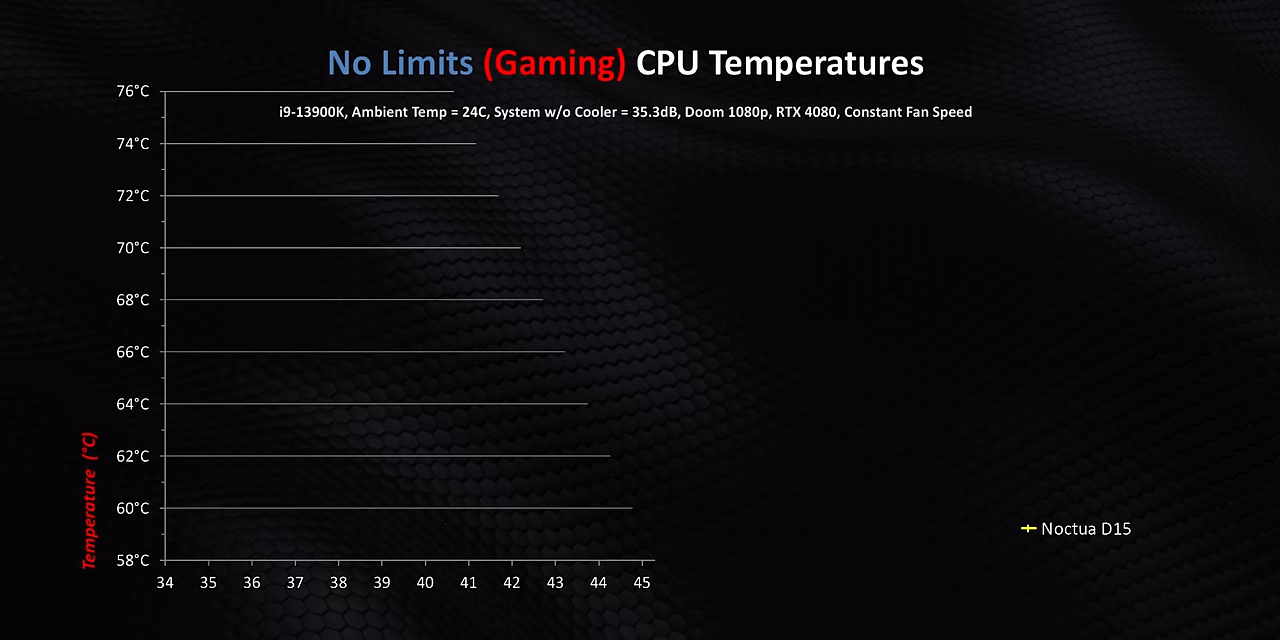 No Limits (Gaming) CPU Temperatures
i9-13900K, Ambient Temp = 24C, System w/o Cooler = 35.3dB, Doom 1080p, RTX 4080, Constant Fan Speed
76°C
74°C
72°C
70°C
68°C
66°C
64°C
62°C
60°C
58°C
Temperature (°C)
34 35 36 37 38 39 40 41 42 43 44 45
Noctua D15